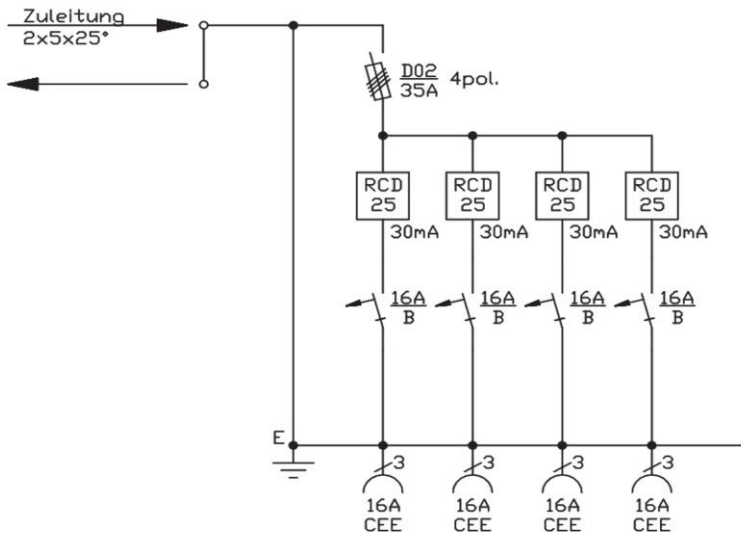 Zuleitung
2x5x25°
D02
35A
4pol.
RCD
25
30mA
RCD
25
30mA
RCD
25
30mA
RCD
25
30mA
16A
B
16A
B
16A
B
16A
B
E
3
3
3
3
16A
CEE
16A
CEE
16A
CEE
16A
CEE